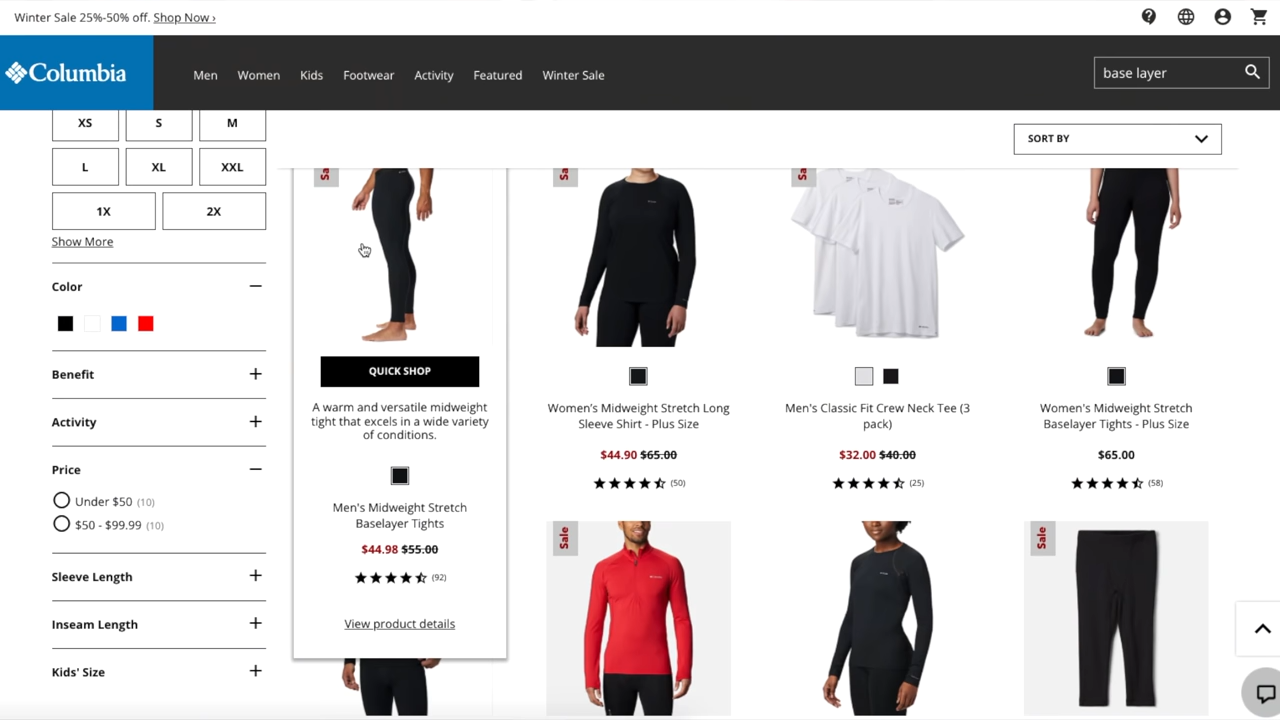 Winter Sale 25%-50% off. Shop Now ›
Columbia
Men
Women
Kids
Footwear
Activity
Featured
Winter Sale
base layer
XS
S
M
SORT BY
L
XL
XXL
1X
2X
Show More
Color
Benefit
Activity
Price
Under $50 (10)
$50 - $99.99 (10)
Sleeve Length
Inseam Length
Kids' Size
QUICK SHOP
A warm and versatile midweight
tight that excels in a wide variety
of conditions.
Men's Midweight Stretch
Baselayer Tights
$44.98 $55.00
(92)
View product details
Women's Midweight Stretch Long
Sleeve Shirt - Plus Size
$44.90 $65.00
(50)
Men's Classic Fit Crew Neck Tee (3
pack)
$32.00 $40.00
(25)
Women's Midweight Stretch
Baselayer Tights - Plus Size
$65.00
(58)
Sale
Sale